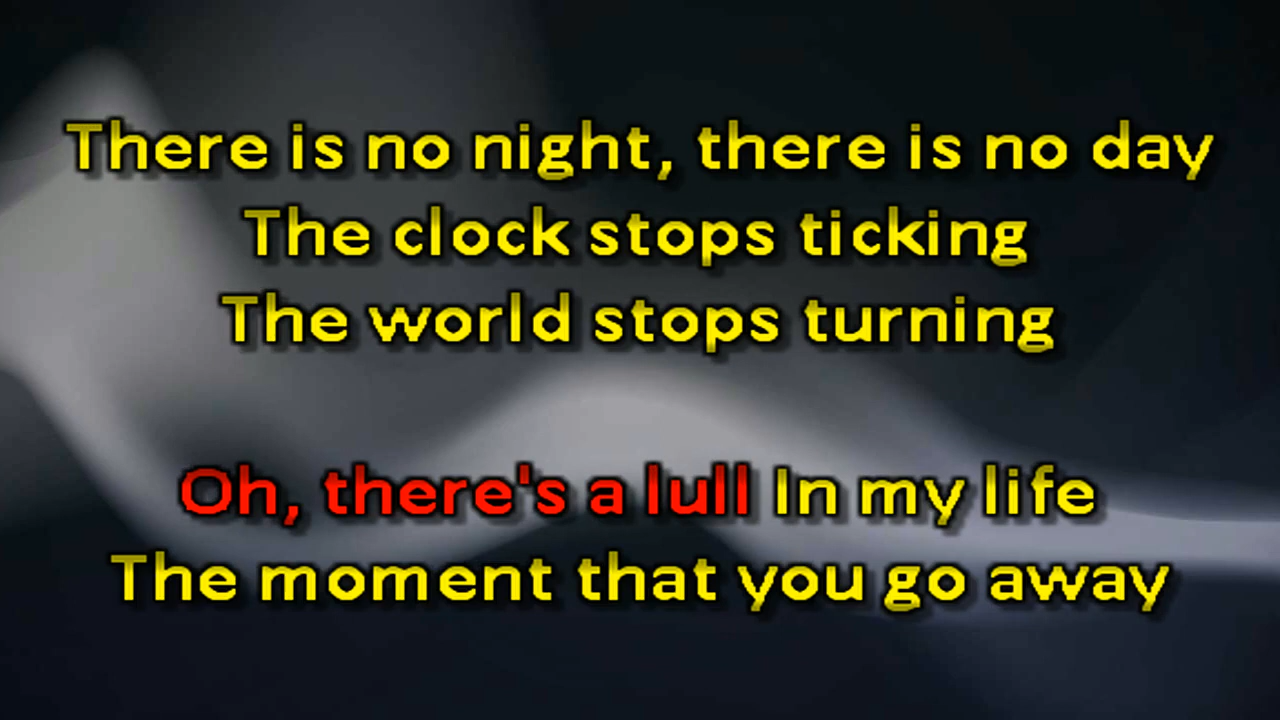 There is no night, there is no day
The clock stops ticking
The world stops turning
Oh, there's a lull In my life
The moment that you go away